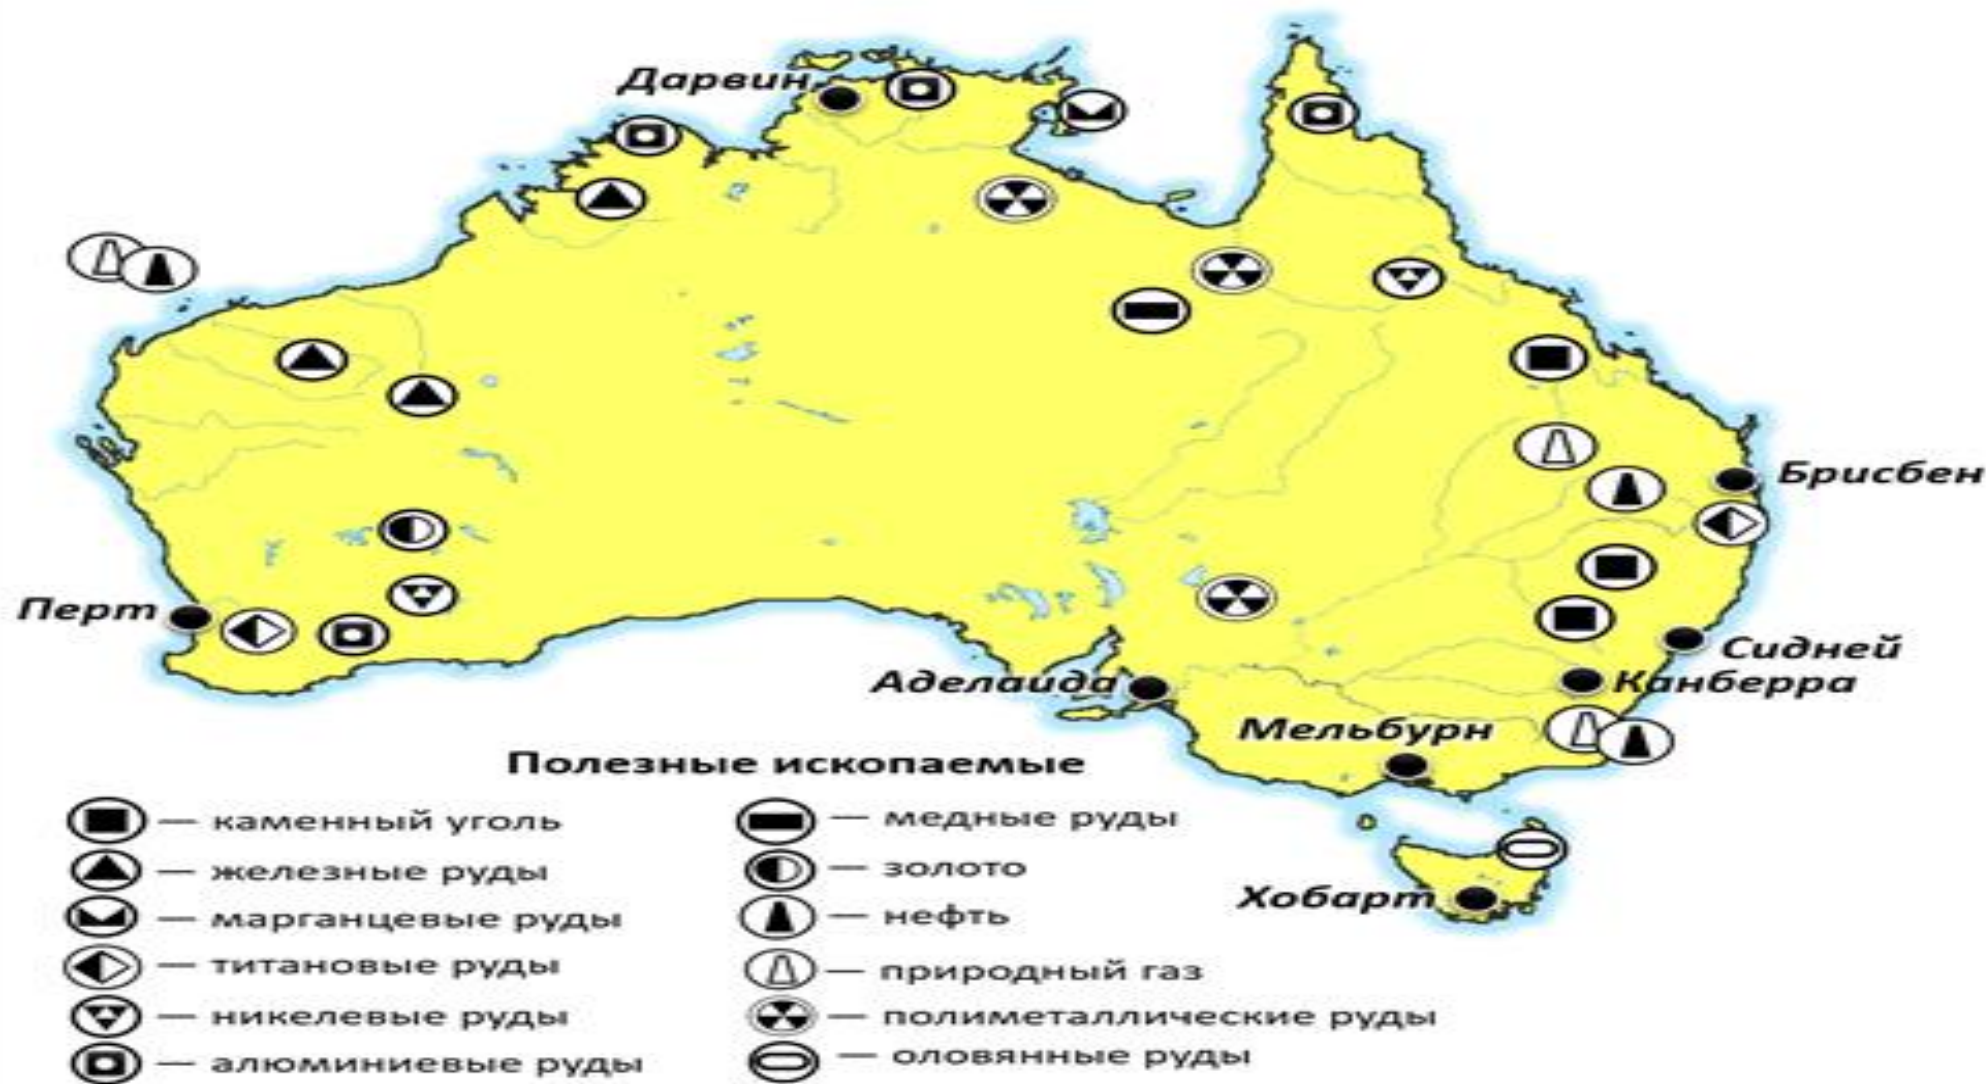 Дарвин
Брисбен
Перт
Сидней
Аделаида
Канберра
Мельбурн
Полезные ископаемые
— каменный уголь
— медные руды
— железные руды
— золото
Хобарт
— марганцевые руды
— нефть
— титановые руды
— природный газ
— никелевые руды
— полиметаллические руды
— алюминиевые руды
— оловянные руды